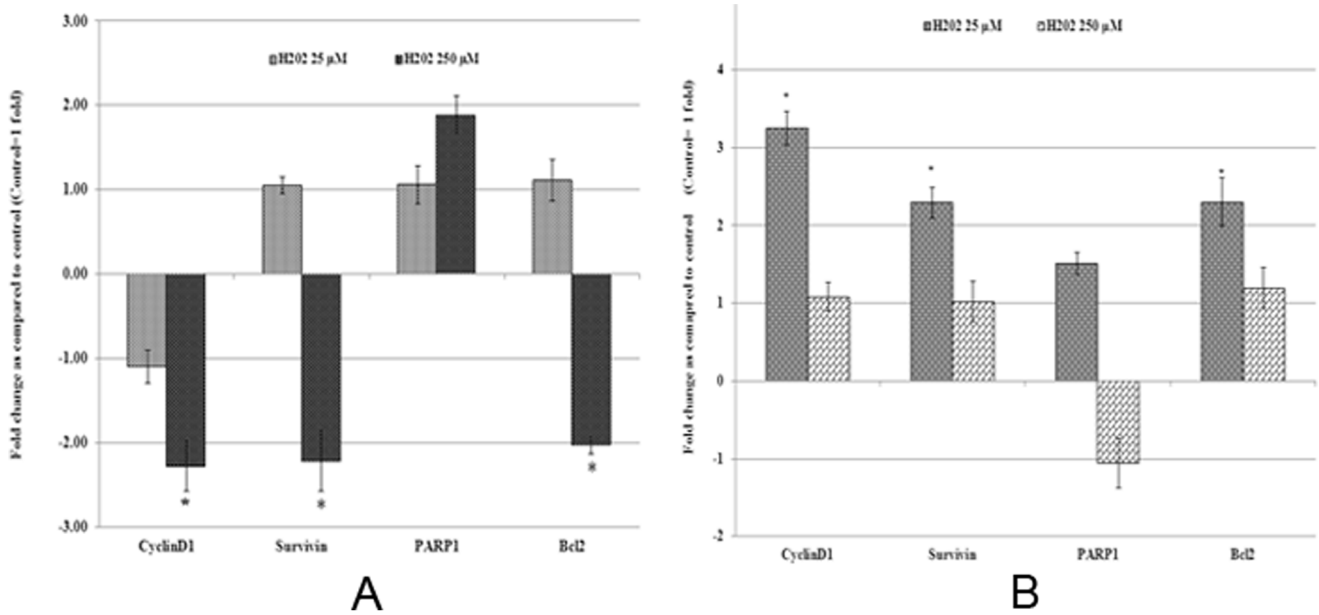 3.00
2.00
1.00
0.00
-1.00
-2.00
-3.00
Fold change as compared to control (Control=1 fold)
H202 25 µM
H202 250 µM
*
*
*
CyclinD1
Survivin
PARP1
Bcl2
A
4
3
2
1
0
-1
-2
Fold change as comapred to control (Control= 1 fold)
H202 25 µM
H202 250 µM
*
*
*
CyclinD1
Survivin
PARP1
Bcl2
B